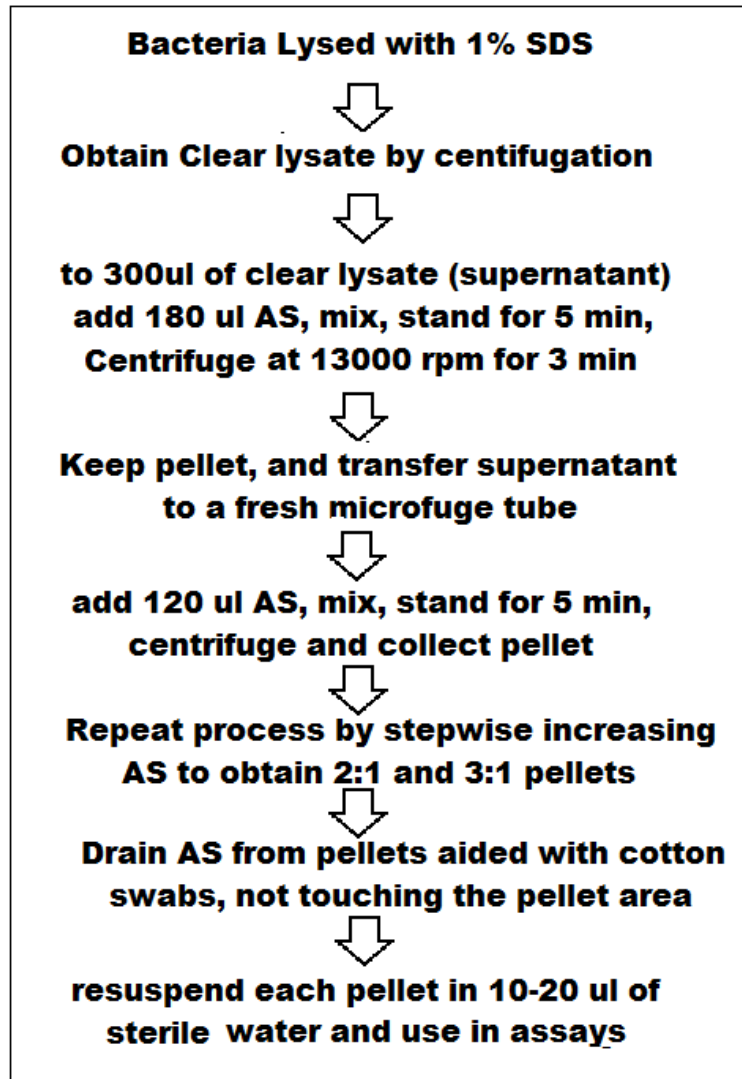 Bacteria Lysed with 1% SDS
Obtain Clear lysate by centifugation
to 300ul of clear lysate (supernatant)
add 180 ul AS, mix, stand for 5 min,
Centrifuge at 13000 rpm for 3 min
Keep pellet, and transfer supernatant
to a fresh microfuge tube
add 120 ul AS, mix, stand for 5 min,
centrifuge and collect pellet
Repeat process by stepwise increasing
AS to obtain 2:1 and 3:1 pellets
Drain AS from pellets aided with cotton
swabs, not touching the pellet area
resuspend each pellet in 10-20 ul of
sterile water and use in assays